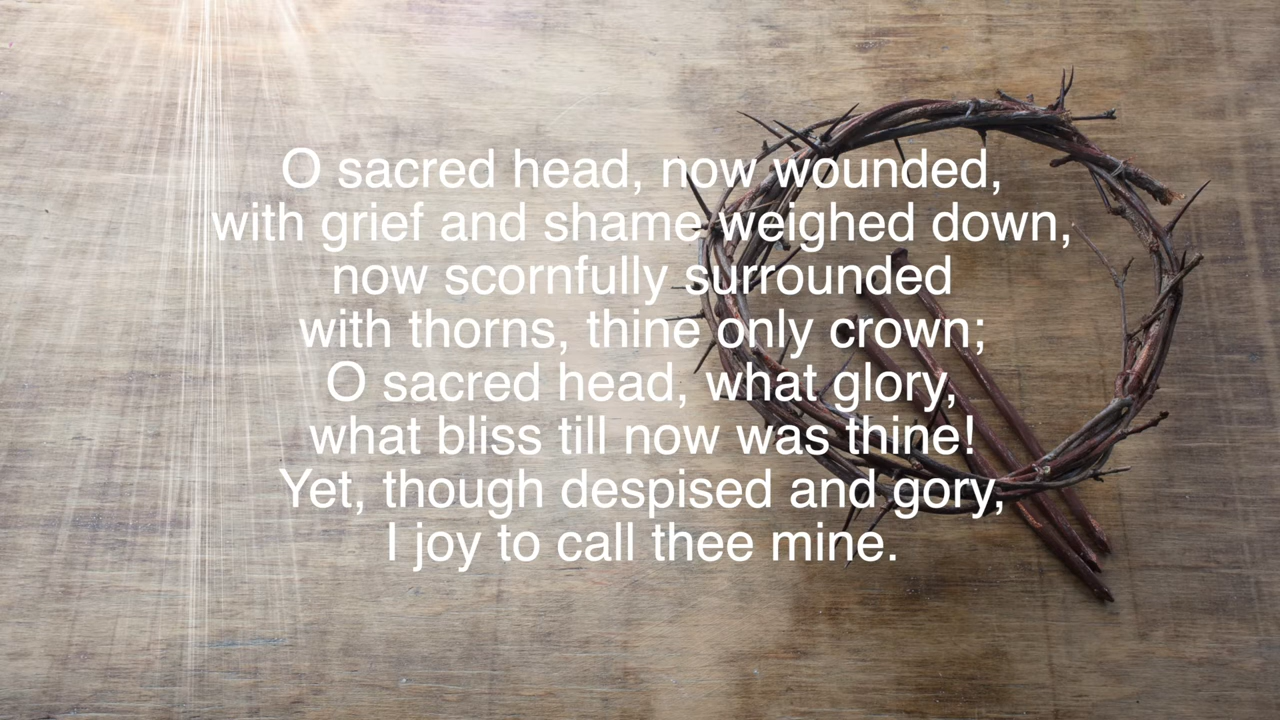 O sacred head, now wounded,
with grief and shame weighed down,
now scornfully surrounded
with thorns, thine only crown;
O sacred head, what glory,
what bliss till now was thine!
Yet, though despised and gory,
I joy to call thee mine.